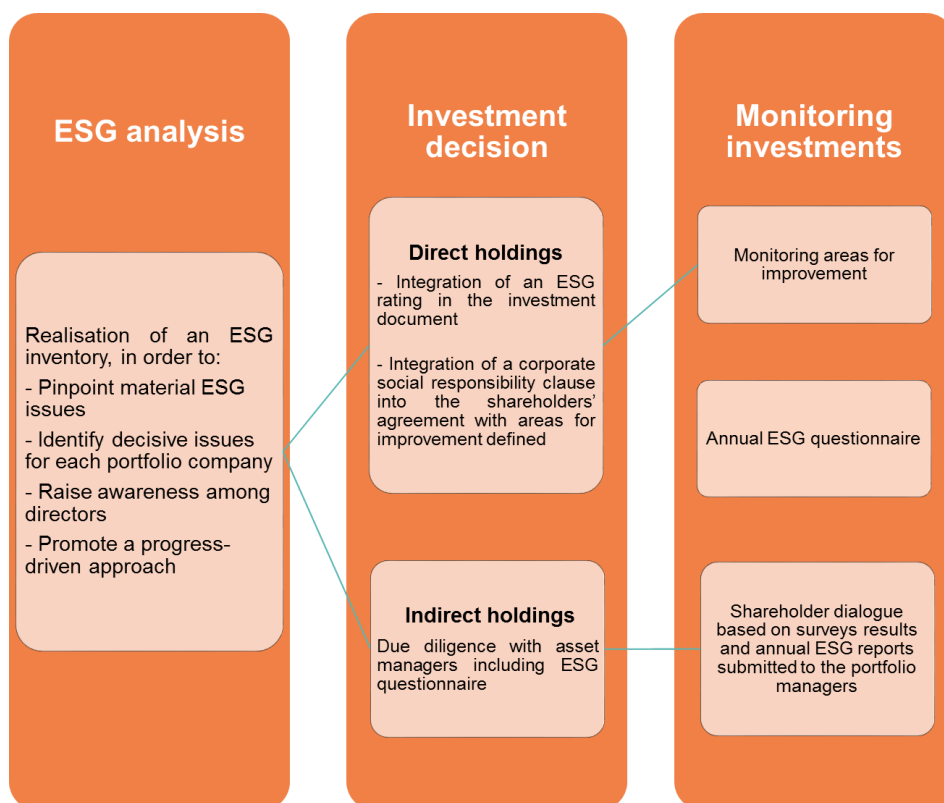 ESG analysis
Realisation of an ESG
inventory, in order to:
- Pinpoint material ESG
issues
- Identify decisive issues
for each portfolio company
- Raise awareness among
directors
- Promote a progress-
driven approach
Investment
decision
Direct holdings
- Integration of an ESG
rating in the investment
document
- Integration of a corporate
social responsibility clause
into the shareholders’
agreement with areas for
improvement defined
Indirect holdings
Due diligence with asset
managers including ESG
questionnaire
Monitoring
investments
Monitoring areas for
improvement
Annual ESG questionnaire
Shareholder dialogue
based on surveys results
and annual ESG reports
submitted to the portfolio
managers